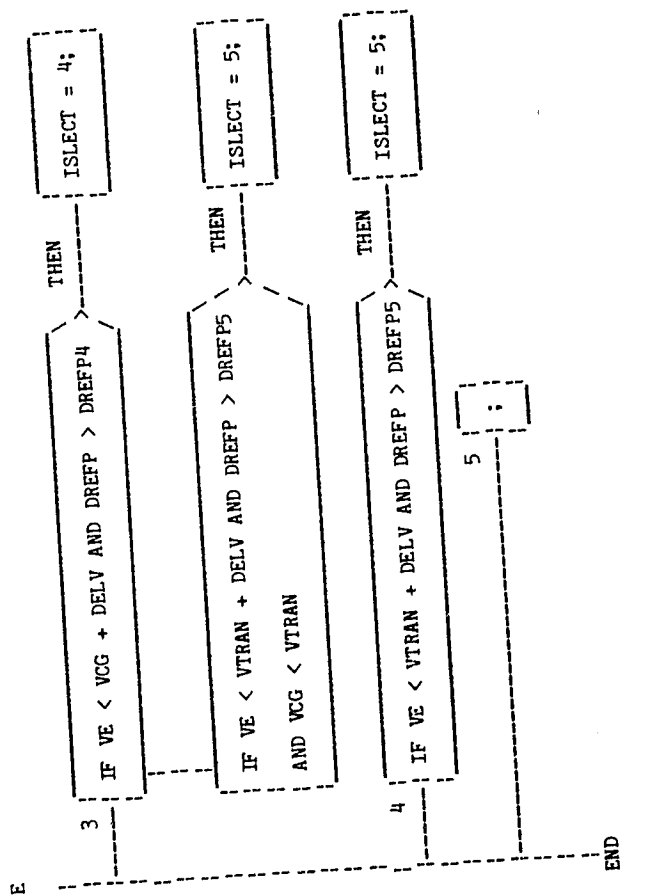 E
3
IF VE < VCG + DELV AND DREFP > DREFP4
THEN
ISLECT = 4;
IF VE < VTRAN + DELV AND DREFP > DREFP5
AND VCG < VTRAN
THEN
ISLECT = 5;
4
IF VE < VTRAN + DELV AND DREFP > DREFP5
THEN
ISLECT = 5;
5
;
END